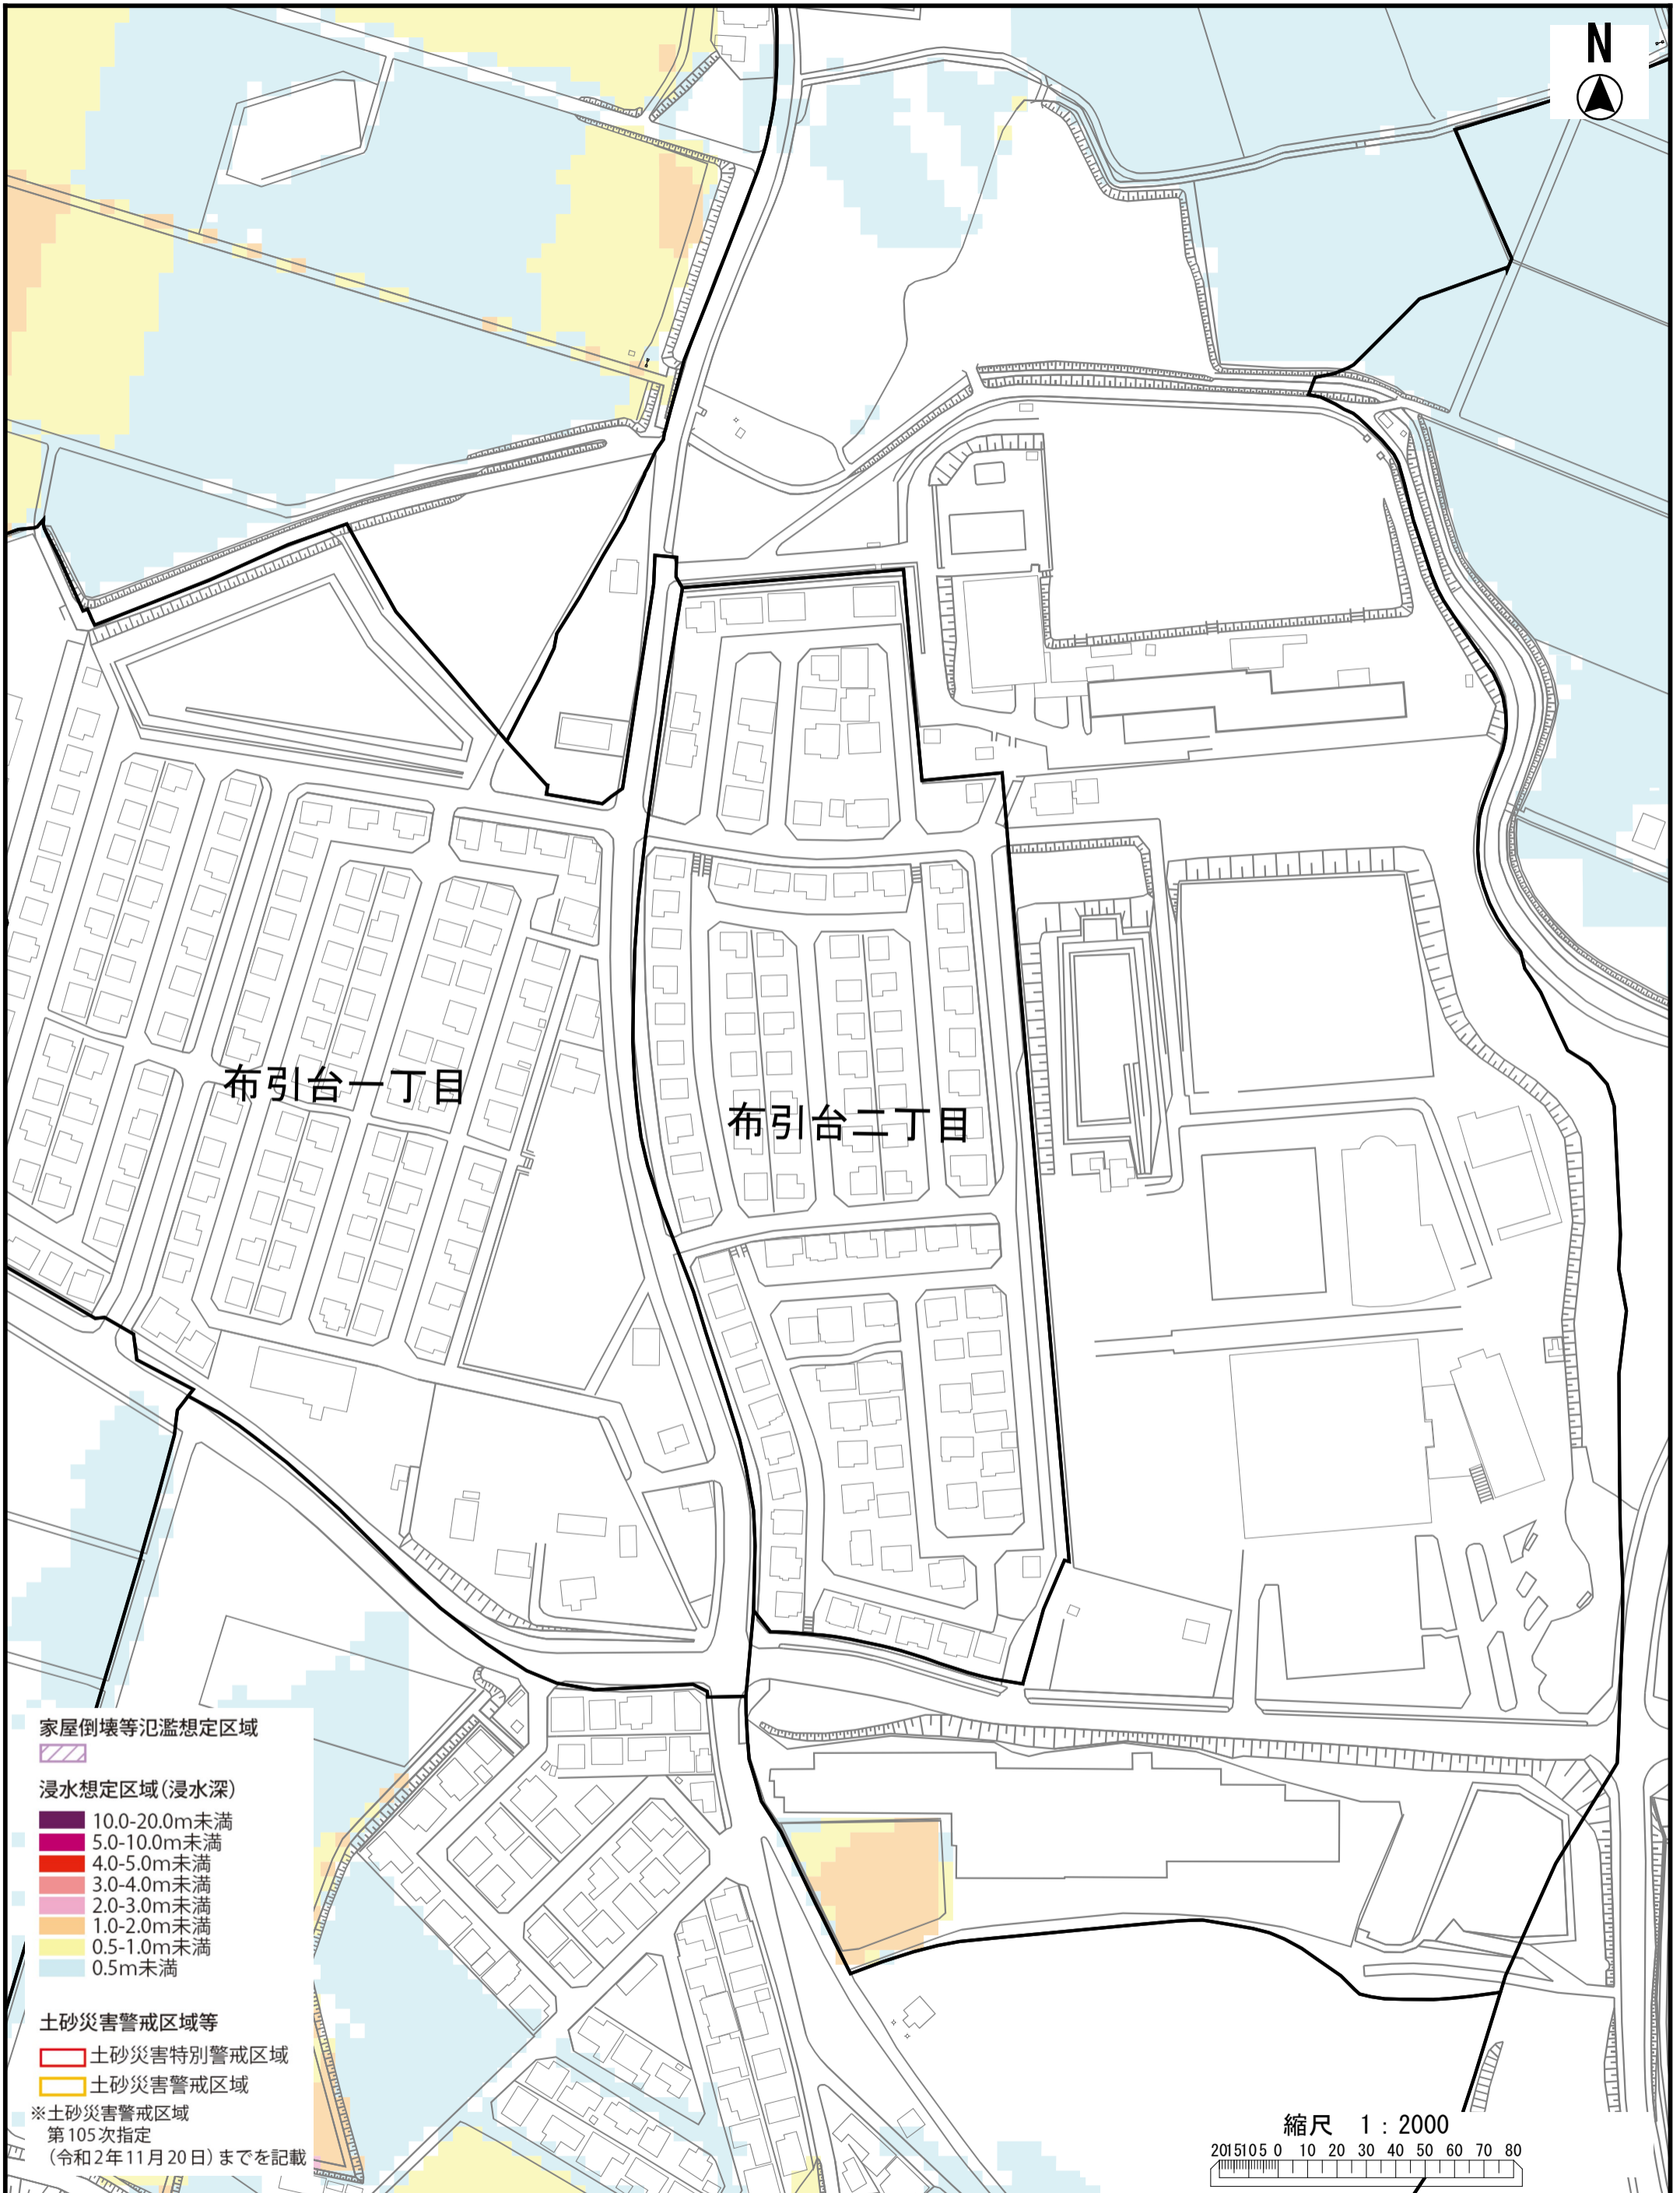 N
布引台一丁目
布引台二丁目
家屋倒壊等氾濫想定区域
浸水想定区域(浸水深)
10.0-20.0m未満
5.0-10.0m未満
4.0-5.0m未満
3.0-4.0m未満
2.0-3.0m未満
1.0-2.0m未満
0.5-1.0m未満
0.5m未満
土砂災害警戒区域等
土砂災害特別警戒区域
土砂災害警戒区域
※土砂災害警戒区域
第105次指定
(令和2年11月20日)までを記載
縮尺 1:2000
20 15 10 5 0 10 20 30 40 50 60 70 80